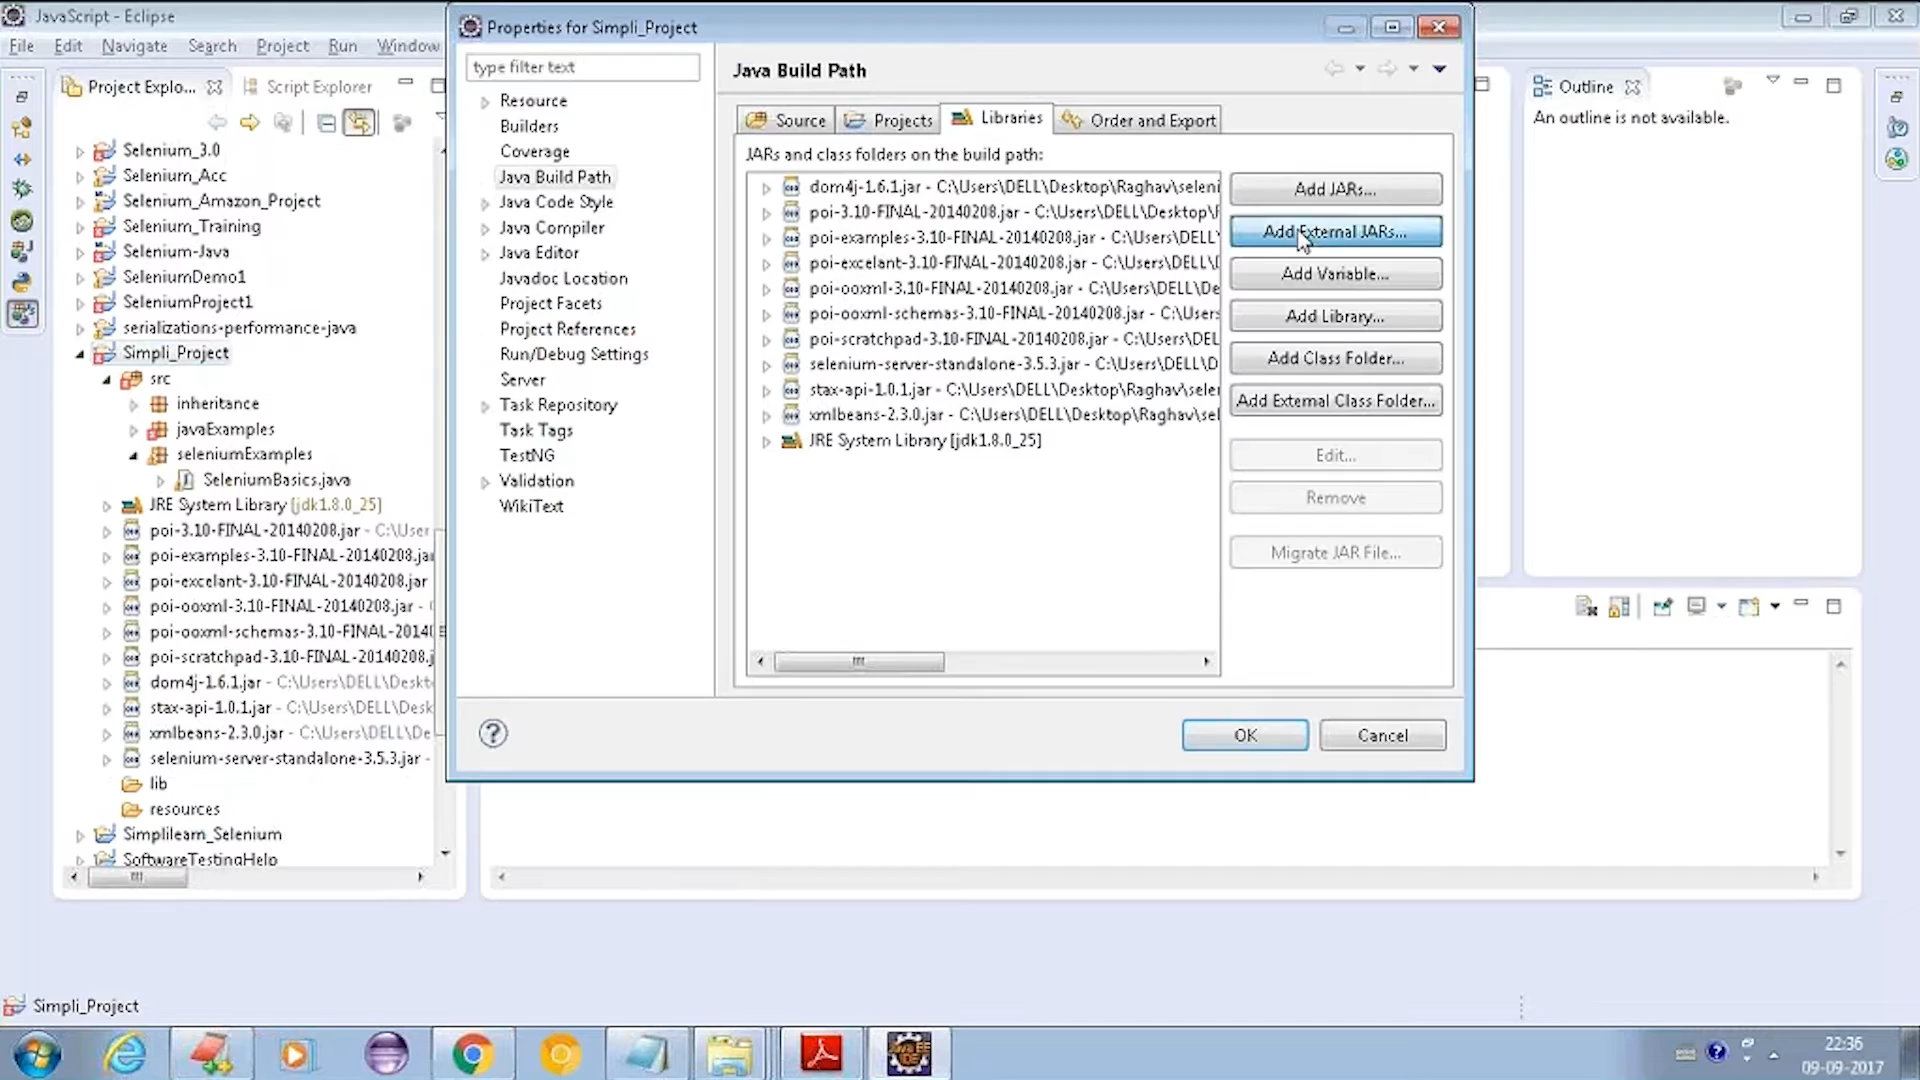 JavaScript - Eclipse
File Edit Navigate Search Project Run Window
Project Explo... Script Explorer
Selenium_3.0
Selenium_Acc
Selenium_Amazon_Project
Selenium_Training
Selenium-Java
SeleniumDemo1
SeleniumProject1
serializations-performance-java
Simpli_Project
src
inheritance
javaExamples
seleniumExamples
SeleniumBasics.java
JRE System Library [jdk1.8.0_25]
poi-3.10-FINAL-20140208.jar - C:\User
poi-examples-3.10-FINAL-20140208.jar
poi-excelant-3.10-FINAL-20140208.jar
poi-ooxml-3.10-FINAL-20140208.jar -
poi-ooxml-schemas-3.10-FINAL-2014
poi-scratchpad-3.10-FINAL-20140208.j
dom4j-1.6.1.jar - C:\Users\DELL\Deskt
stax-api-1.0.1.jar - C:\Users\DELL\Desk
xmlbeans-2.3.0.jar - C:\Users\DELL\De
selenium-server-standalone-3.5.3.jar -
lib
resources
Simplilearn_Selenium
SoftwareTestingHelp
Simpli_Project
Properties for Simpli_Project
type filter text
Resource
Builders
Coverage
Java Build Path
Java Code Style
Java Compiler
Java Editor
Javadoc Location
Project Facets
Project References
Run/Debug Settings
Server
Task Repository
Task Tags
TestNG
Validation
WikiText
Java Build Path
Source Projects Libraries Order and Export
JARs and class folders on the build path:
dom4j-1.6.1.jar - C:\Users\DELL\Desktop\Raghav\seleni
poi-3.10-FINAL-20140208.jar - C:\Users\DELL\Desktop\F
poi-examples-3.10-FINAL-20140208.jar - C:\Users\DELL\
poi-excelant-3.10-FINAL-20140208.jar - C:\Users\DELL\D
poi-ooxml-3.10-FINAL-20140208.jar - C:\Users\DELL\De
poi-ooxml-schemas-3.10-FINAL-20140208.jar - C:\Users
poi-scratchpad-3.10-FINAL-20140208.jar - C:\Users\DEL
selenium-server-standalone-3.5.3.jar - C:\Users\DELL\D
stax-api-1.0.1.jar - C:\Users\DELL\Desktop\Raghav\seler
xmlbeans-2.3.0.jar - C:\Users\DELL\Desktop\Raghav\sel
JRE System Library [jdk1.8.0_25]
Add JARs...
Add External JARs...
Add Variable...
Add Library...
Add Class Folder...
Add External Class Folder...
Edit...
Remove
Migrate JAR File...
OK Cancel
Outline
An outline is not available.
22:36
09-09-2017